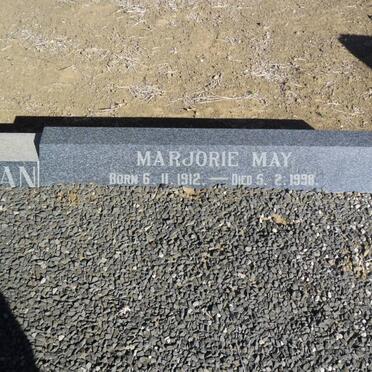 AN
MARJORIE MAY
BORN 6. 11. 1912. — DIED 5. 2. 1998.